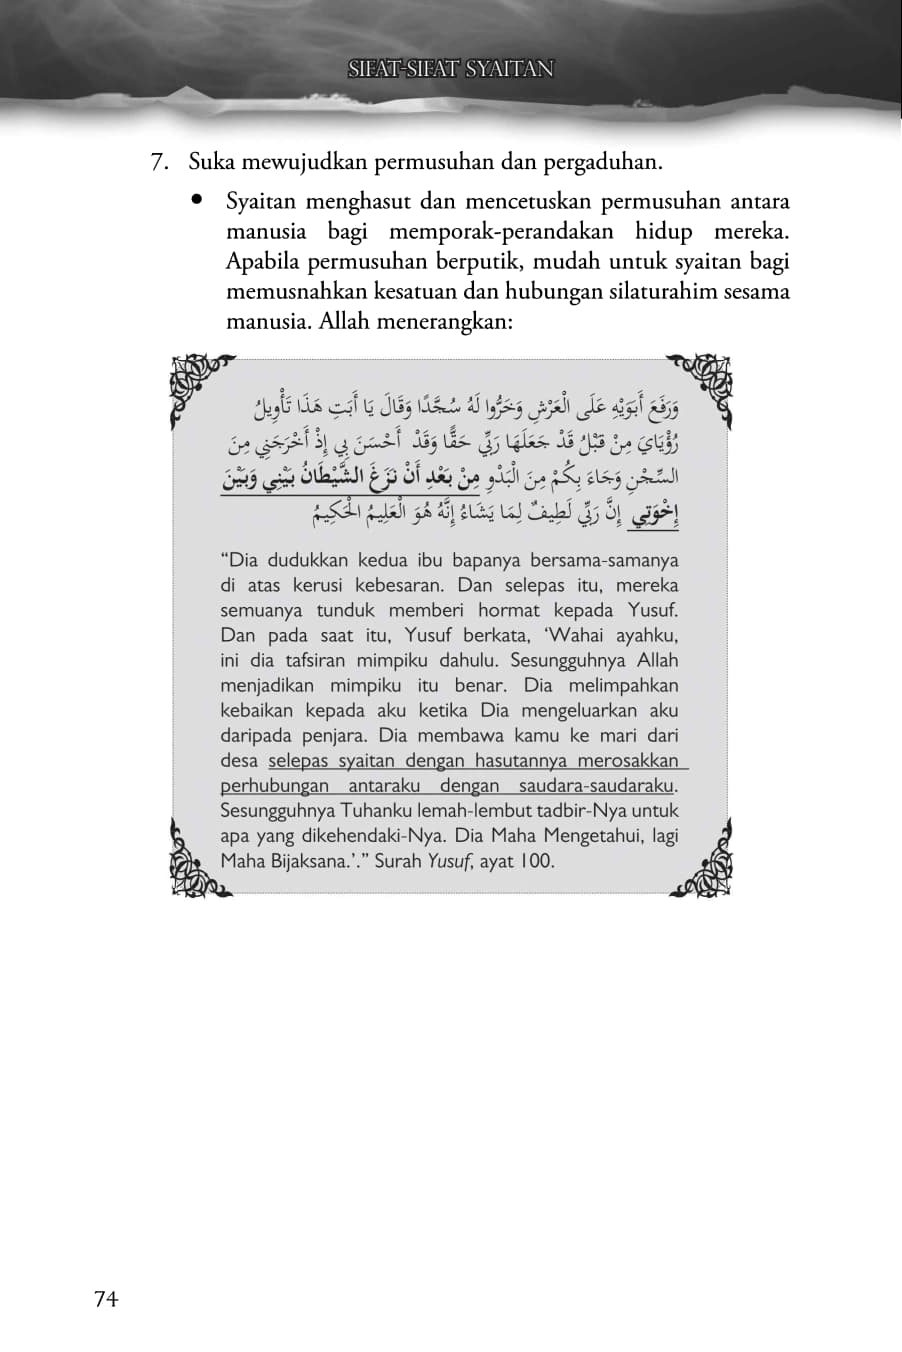 SIFAT-SIFAT SYAITAN
7. Suka mewujudkan permusuhan dan pergaduhan.
• Syaitan menghasut dan mencetuskan permusuhan antara
manusia bagi memporak-perandakan hidup mereka.
Apabila permusuhan berputik, mudah untuk syaitan bagi
memusnahkan kesatuan dan hubungan silaturahim sesama
manusia. Allah menerangkan:
وَرَفَعَ أَبَوَيْهِ عَلَى الْعَرْشِ وَخَرُّوا لَهُ سُجَّدًا وَقَالَ يَا أَبَتِ هَذَا تَأْوِيلُ
رُؤْيَايَ مِنْ قَبْلُ قَدْ جَعَلَهَا رَبِّي حَقًّا وَقَدْ أَحْسَنَ بِي إِذْ أَخْرَجَنِي مِنَ
السِّجْنِ وَجَاءَ بِكُمْ مِنَ الْبَدْوِ مِنْ بَعْدِ أَنْ نَزَغَ الشَّيْطَانُ بَيْنِي وَبَيْنَ
إِخْوَتِي إِنَّ رَبِّي لَطِيفٌ لِمَا يَشَاءُ إِنَّهُ هُوَ الْعَلِيمُ الْحَكِيمُ
“Dia dudukkan kedua ibu bapanya bersama-samanya
di atas kerusi kebesaran. Dan selepas itu, mereka
semuanya tunduk memberi hormat kepada Yusuf.
Dan pada saat itu, Yusuf berkata, ‘Wahai ayahku,
ini dia tafsiran mimpiku dahulu. Sesungguhnya Allah
menjadikan mimpiku itu benar. Dia melimpahkan
kebaikan kepada aku ketika Dia mengeluarkan aku
daripada penjara. Dia membawa kamu ke mari dari
desa selepas syaitan dengan hasutannya merosakkan
perhubungan antaraku dengan saudara-saudaraku.
Sesungguhnya Tuhanku lemah-lembut tadbir-Nya untuk
apa yang dikehendaki-Nya. Dia Maha Mengetahui, lagi
Maha Bijaksana.’.” Surah Yusuf, ayat 100.
74